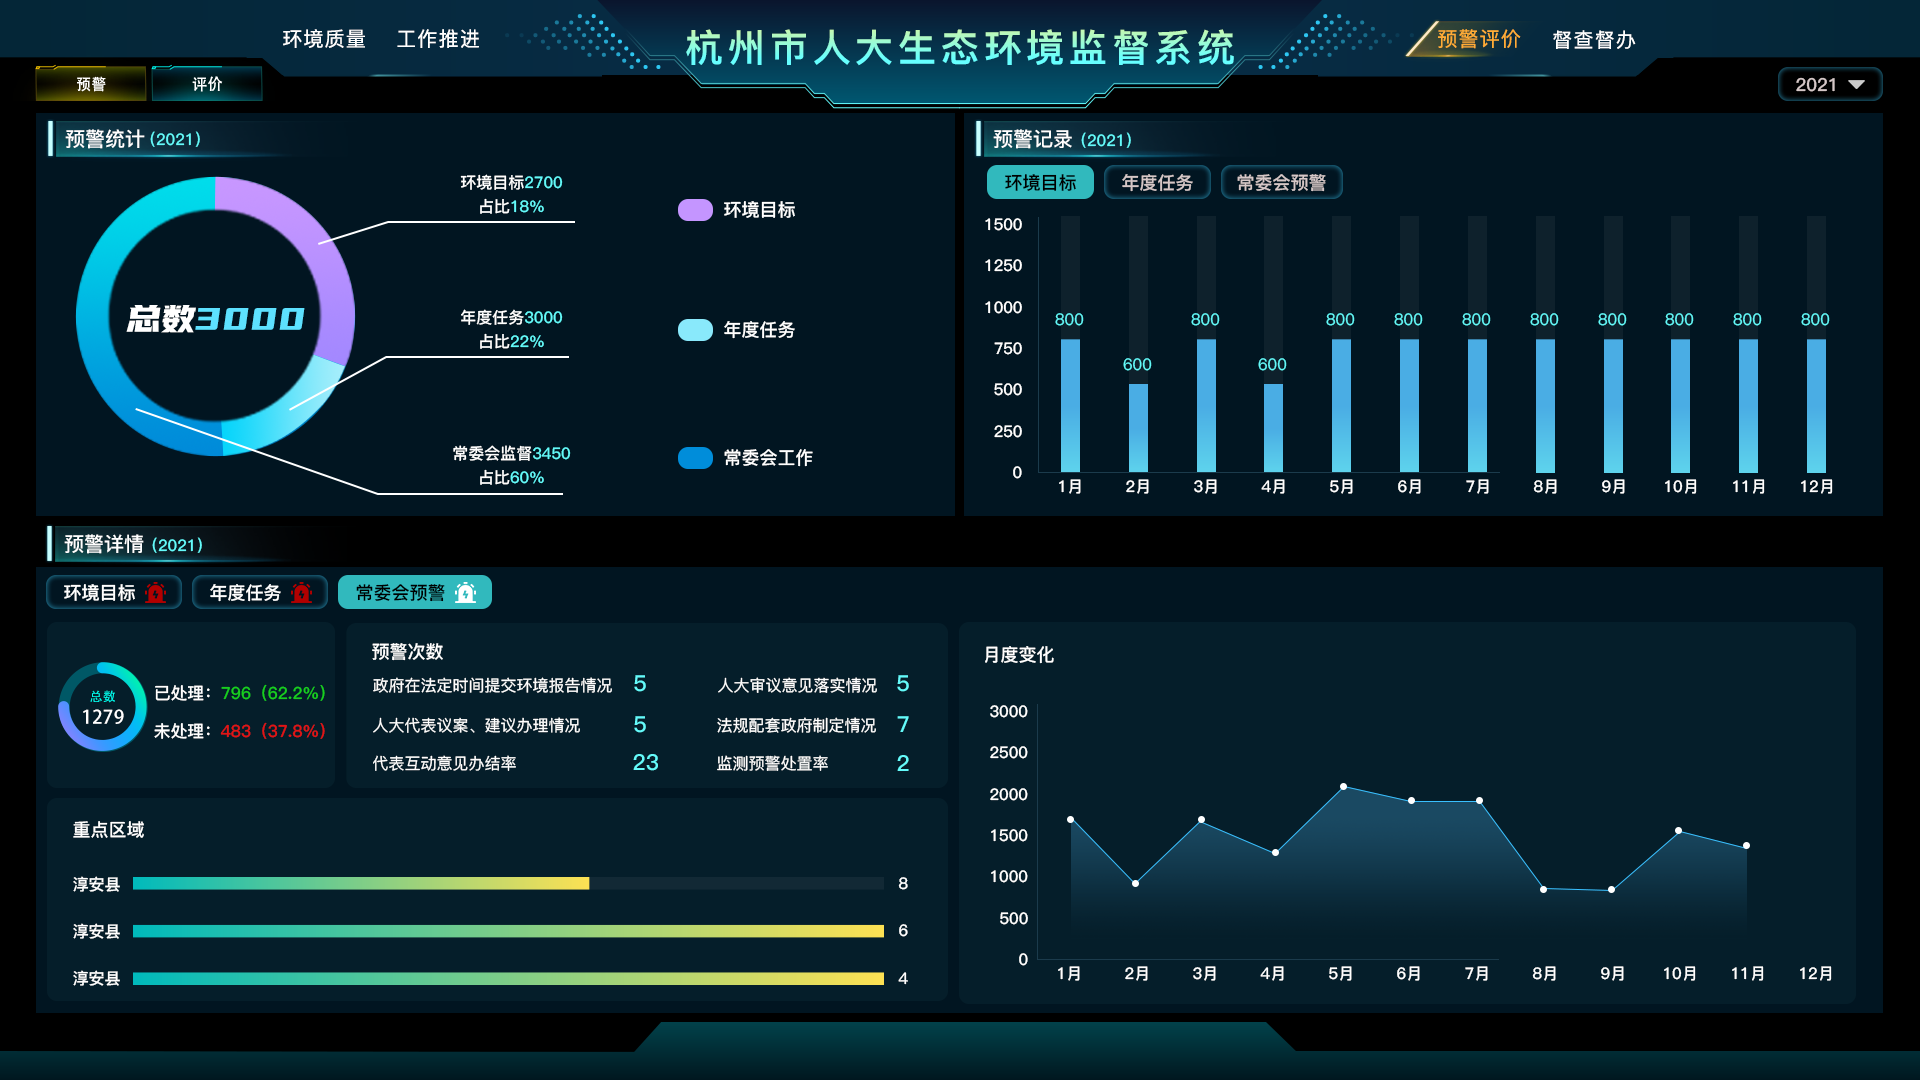 环境质量 工作推进 杭州市人大生态环境监督系统 预警评价 督查督办
预警 评价 2021
预警统计 (2021)
环境目标2700
占比18%
年度任务3000
占比22%
常委会监督3450
占比60%
总数3000
环境目标
年度任务
常委会工作
预警记录 (2021)
环境目标 年度任务 常委会预警
1500
1250
1000
750
500
250
0
800 600 800 600 800 800 800 800 800 800 800 800
1月 2月 3月 4月 5月 6月 7月 8月 9月 10月 11月 12月
预警详情 (2021)
环境目标 年度任务 常委会预警
总数
1279
已处理：796 (62.2%)
未处理：483 (37.8%)
预警次数
政府在法定时间提交环境报告情况 5 人大审议意见落实情况 5
人大代表议案、建议办理情况 5 法规配套政府制定情况 7
代表互动意见办结率 23 监测预警处置率 2
重点区域
淳安县 8
淳安县 6
淳安县 4
月度变化
3000
2500
2000
1500
1000
500
0
1月 2月 3月 4月 5月 6月 7月 8月 9月 10月 11月 12月